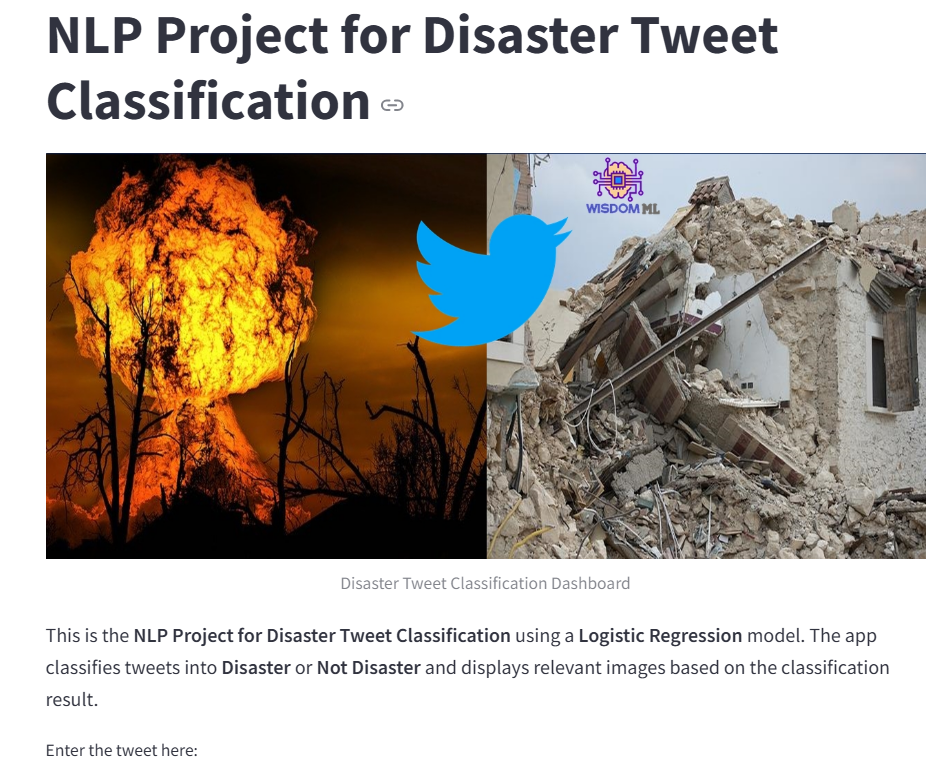 NLP Project for Disaster Tweet
Classification
WISDOM ML
Disaster Tweet Classification Dashboard
This is the NLP Project for Disaster Tweet Classification using a Logistic Regression model. The app
classifies tweets into Disaster or Not Disaster and displays relevant images based on the classification
result.
Enter the tweet here: